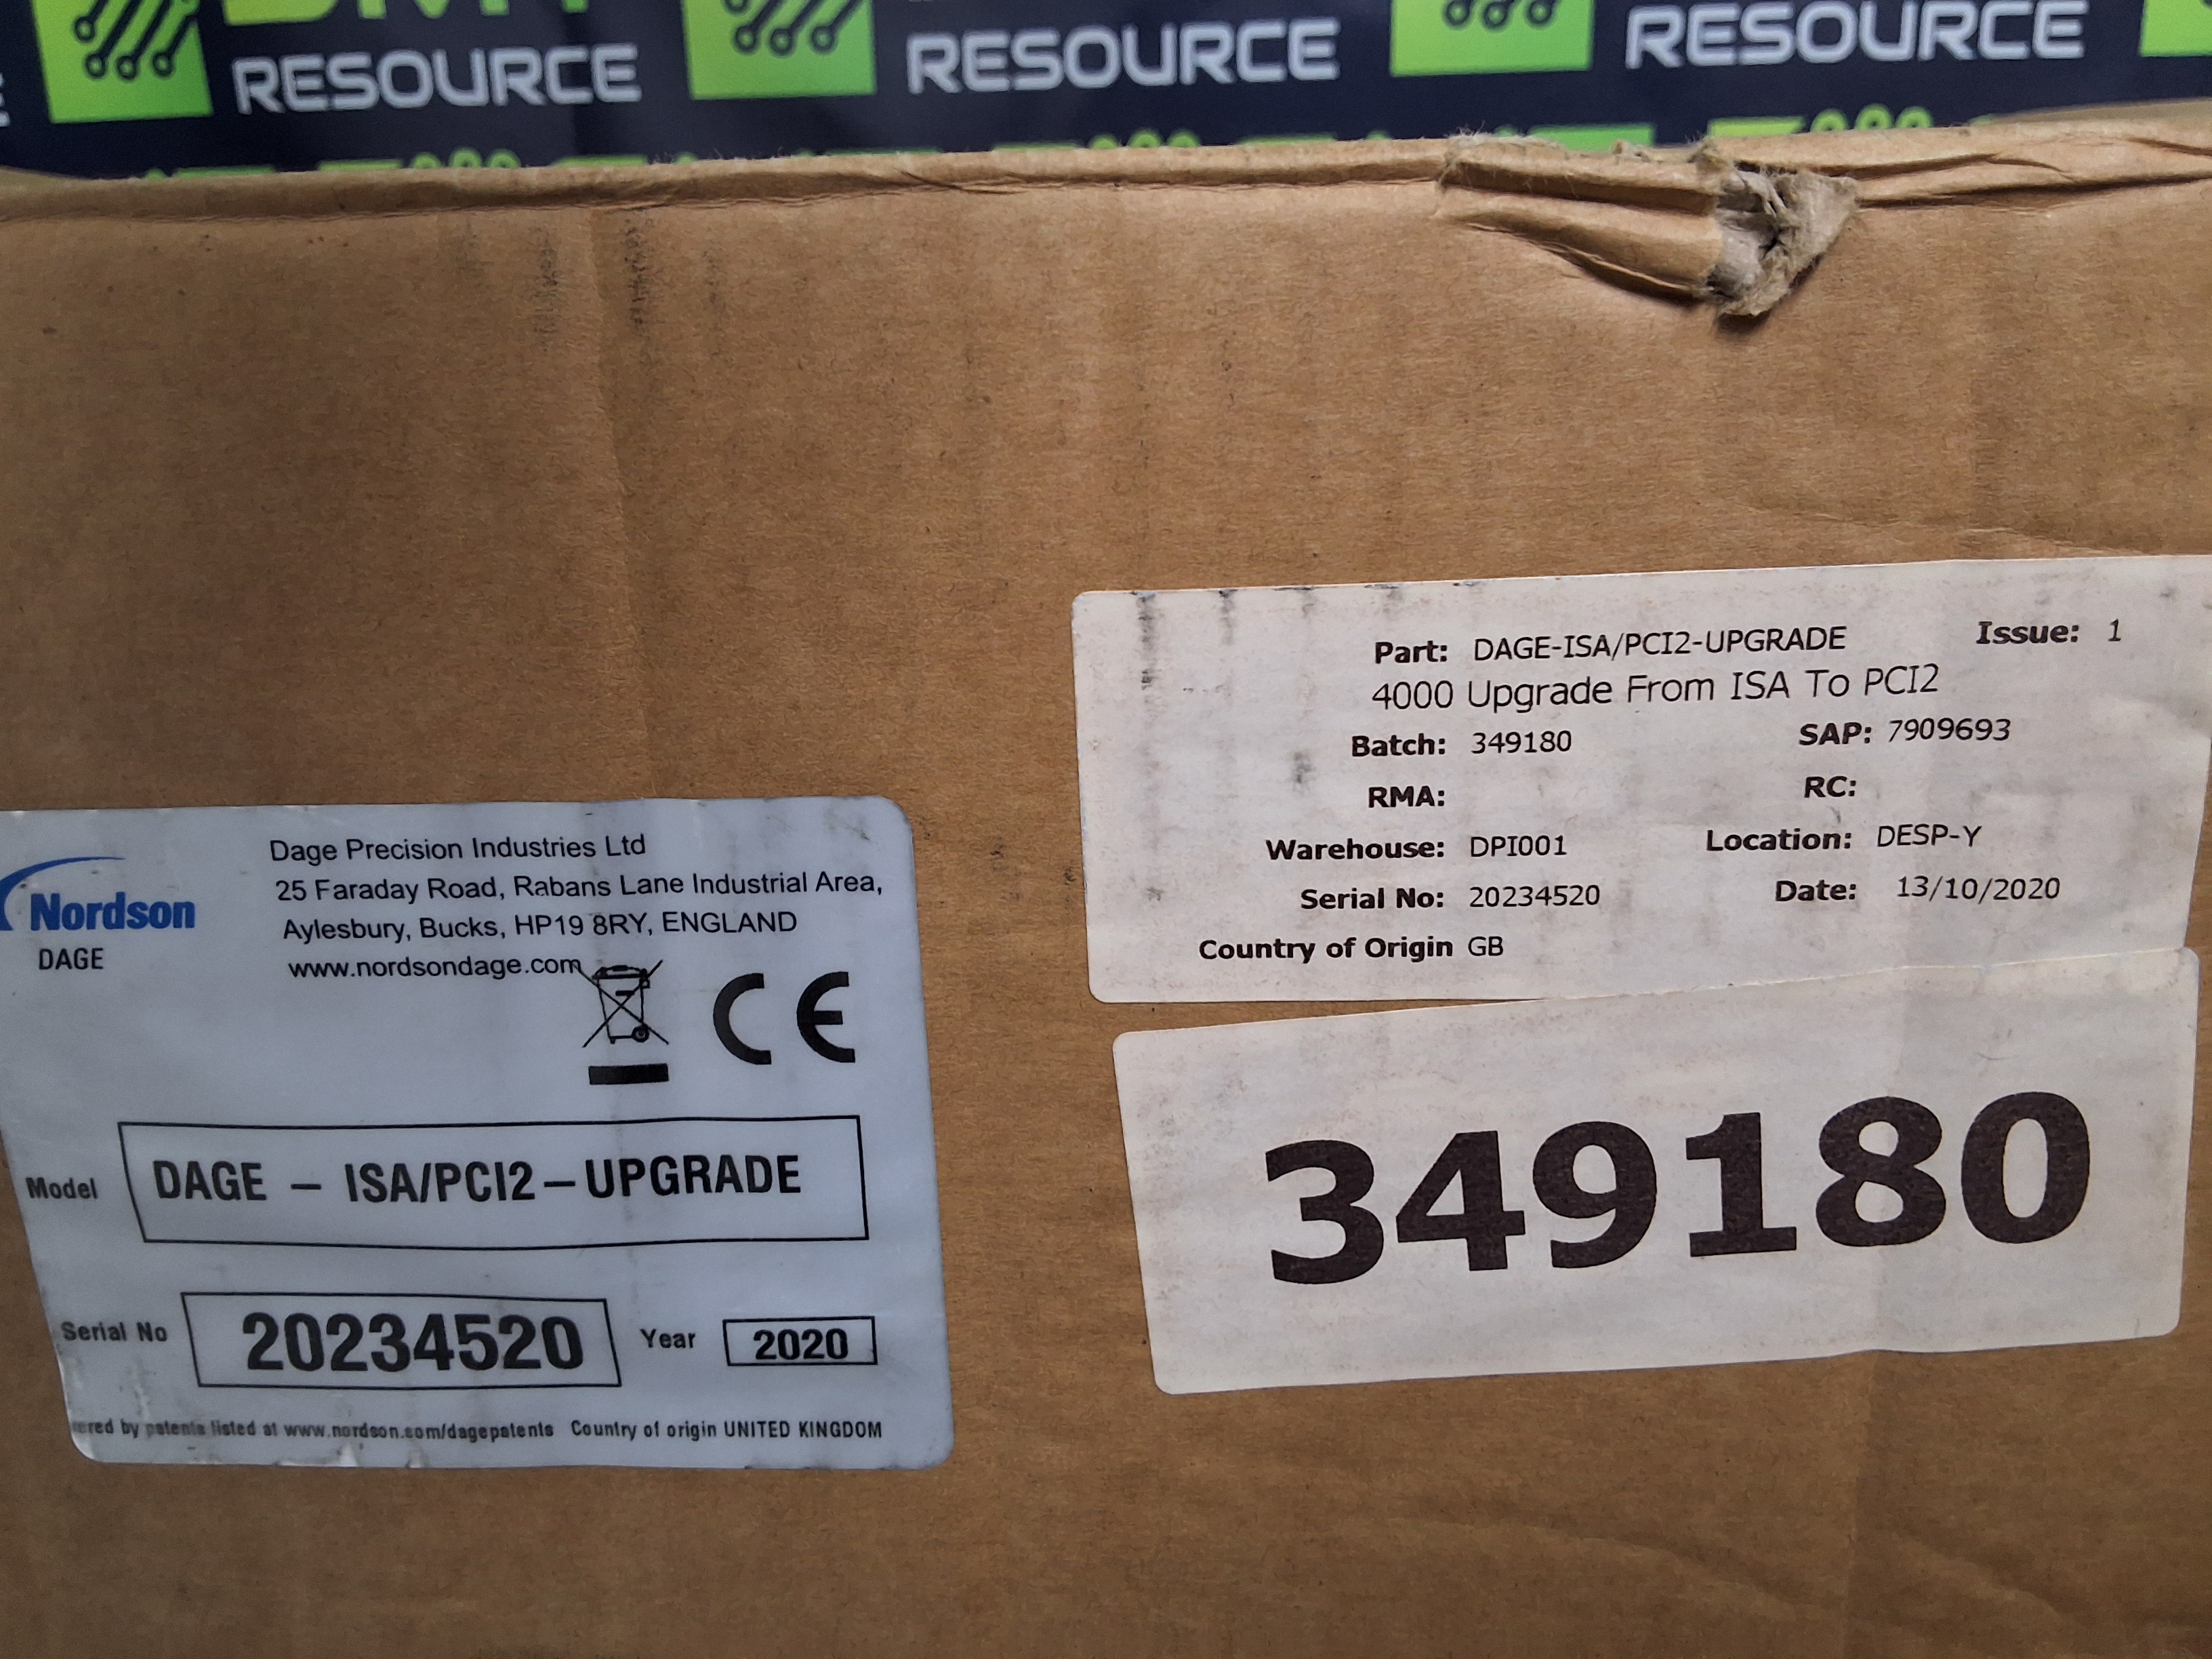 RESOURCE
RESOURCE
RESOURCE
Part: DAGE-ISA/PCI2-UPGRADE Issue: 1
4000 Upgrade From ISA To PCI2
Batch: 349180 SAP: 7909693
RMA: RC:
Warehouse: DPI001 Location: DESP-Y
Serial No: 20234520 Date: 13/10/2020
Country of Origin GB
349180
Nordson
DAGE
Dage Precision Industries Ltd
25 Faraday Road, Rabans Lane Industrial Area,
Aylesbury, Bucks, HP19 8RY, ENGLAND
www.nordsondage.com
CE
Model DAGE - ISA/PCI2-UPGRADE
Serial No 20234520 Year 2020
by patents listed at www.nordson.com/dagepatents Country of origin UNITED KINGDOM